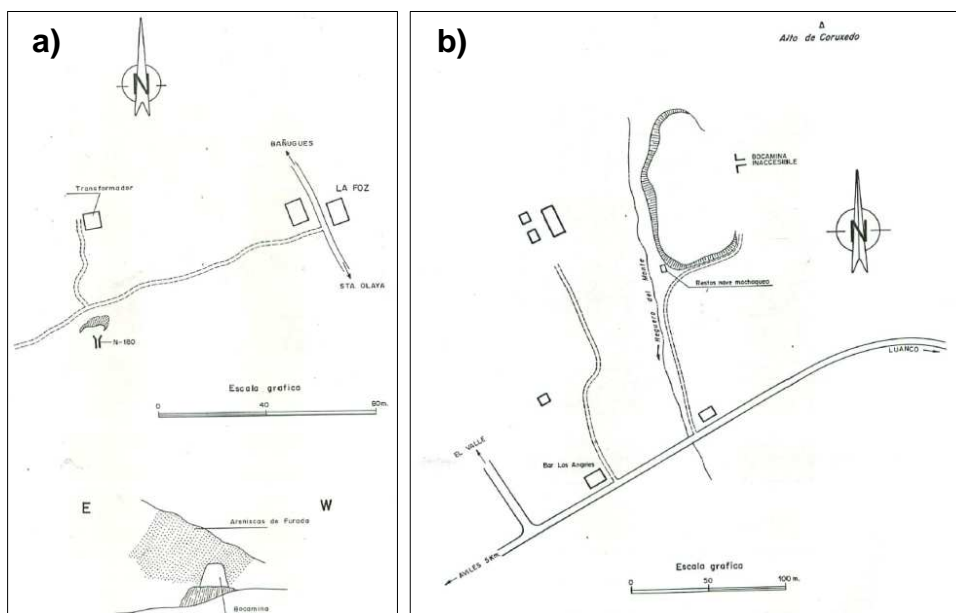 a)
N
BAÑUGUES
LA FOZ
Transformador
STA OLAYA
N-180
Escala grafica
0 40 80m.
E W
Areniscas de Furada
Bocamina
b)
Alto de Coruxedo
BOCAMINA
INACCESIBLE
N
Restos nave machaqueo
Reguero del Monte
LUANCO
EL VALLE
Bar Los Angeles
AVILES 5 Km.
Escala grafica
0 50 100 m.